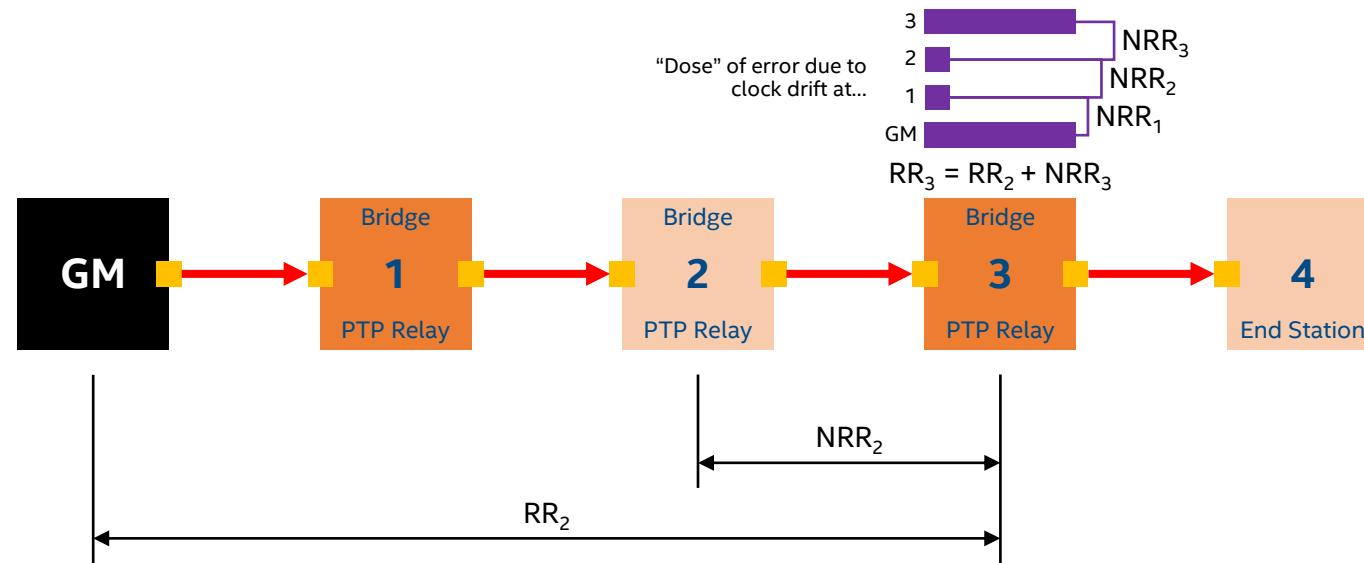 3
NRR₃
2
“Dose” of error due to
clock drift at...
NRR₂
1
NRR₁
GM
RR₃ = RR₂ + NRR₃
GM
Bridge
1
PTP Relay
Bridge
2
PTP Relay
Bridge
3
PTP Relay
4
End Station
NRR₂
RR₂